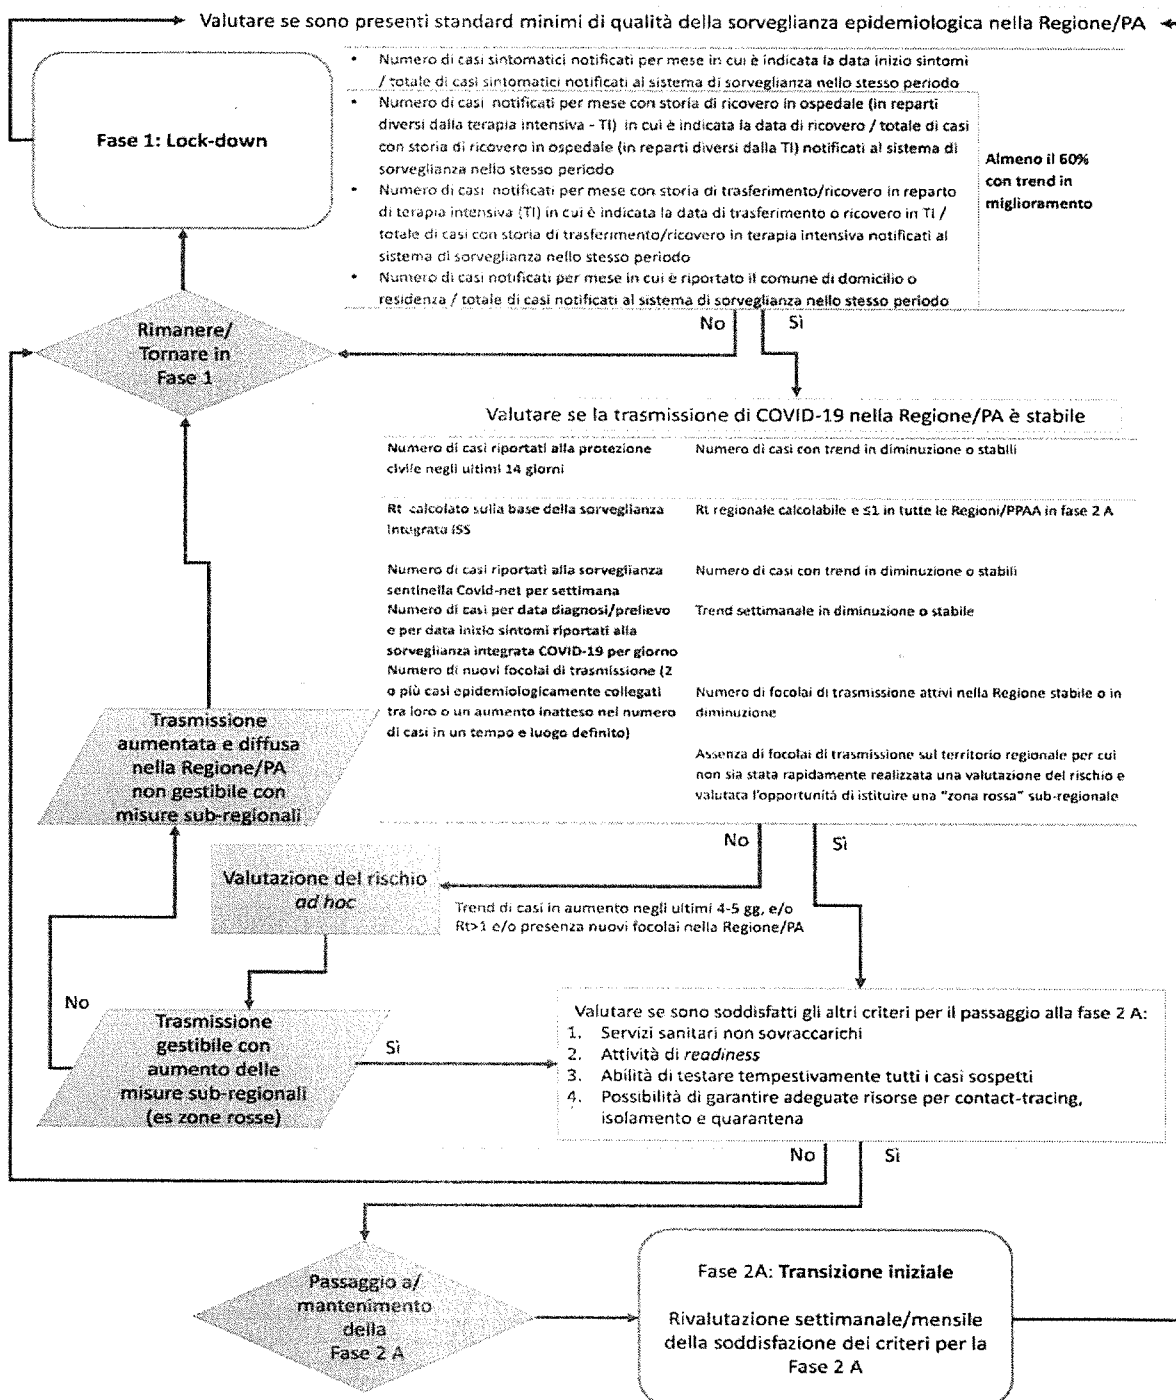 Valutare se sono presenti standard minimi di qualità della sorveglianza epidemiologica nella Regione/PA
Fase 1: Lock-down
• Numero di casi sintomatici notificati per mese in cui è indicata la data inizio sintomi
/ totale di casi sintomatici notificati al sistema di sorveglianza nello stesso periodo
• Numero di casi notificati per mese con storia di ricovero in ospedale (in reparti
diversi dalla terapia intensiva - TI) in cui è indicata la data di ricovero / totale di casi
con storia di ricovero in ospedale (in reparti diversi dalla TI) notificati al sistema di
sorveglianza nello stesso periodo
• Numero di casi notificati per mese con storia di trasferimento/ricovero in reparto
di terapia intensiva (TI) in cui è indicata la data di trasferimento o ricovero in TI /
totale di casi con storia di trasferimento/ricovero in terapia intensiva notificati al
sistema di sorveglianza nello stesso periodo
• Numero di casi notificati per mese in cui è riportato il comune di domicilio o
residenza / totale di casi notificati al sistema di sorveglianza nello stesso periodo
Almeno il 60%
con trend in
miglioramento
No
Sì
Rimanere/
Tornare in
Fase 1
Valutare se la trasmissione di COVID-19 nella Regione/PA è stabile
Numero di casi riportati alla protezione
civile negli ultimi 14 giorni
Numero di casi con trend in diminuzione o stabili
Rt calcolato sulla base della sorveglianza
integrata ISS
Rt regionale calcolabile e ≤1 in tutte le Regioni/PPAA in fase 2 A
Numero di casi riportati alla sorveglianza
sentinella Covid-net per settimana
Numero di casi con trend in diminuzione o stabili
Numero di casi per data diagnosi/prelievo
e per data inizio sintomi riportati alla
sorveglianza integrata COVID-19 per giorno
Trend settimanale in diminuzione o stabile
Numero di nuovi focolai di trasmissione (2
o più casi epidemiologicamente collegati
tra loro o un aumento inatteso nel numero
di casi in un tempo e luogo definito)
Numero di focolai di trasmissione attivi nella Regione stabile o in
diminuzione
Assenza di focolai di trasmissione sul territorio regionale per cui
non sia stata rapidamente realizzata una valutazione del rischio e
valutata l'opportunità di istituire una "zona rossa" sub-regionale
Trasmissione
aumentata e diffusa
nella Regione/PA
non gestibile con
misure sub-regionali
No
Sì
Valutazione del rischio
ad hoc
Trend di casi in aumento negli ultimi 4-5 gg, e/o
Rt>1 e/o presenza nuovi focolai nella Regione/PA
No
Trasmissione
gestibile con
aumento delle
misure sub-regionali
(es zone rosse)
Sì
Valutare se sono soddisfatti gli altri criteri per il passaggio alla fase 2 A:
1. Servizi sanitari non sovraccarichi
2. Attività di readiness
3. Abilità di testare tempestivamente tutti i casi sospetti
4. Possibilità di garantire adeguate risorse per contact-tracing,
isolamento e quarantena
No
Sì
Passaggio a/
mantenimento
della
Fase 2 A
Fase 2A: Transizione iniziale
Rivalutazione settimanale/mensile
della soddisfazione dei criteri per la
Fase 2 A